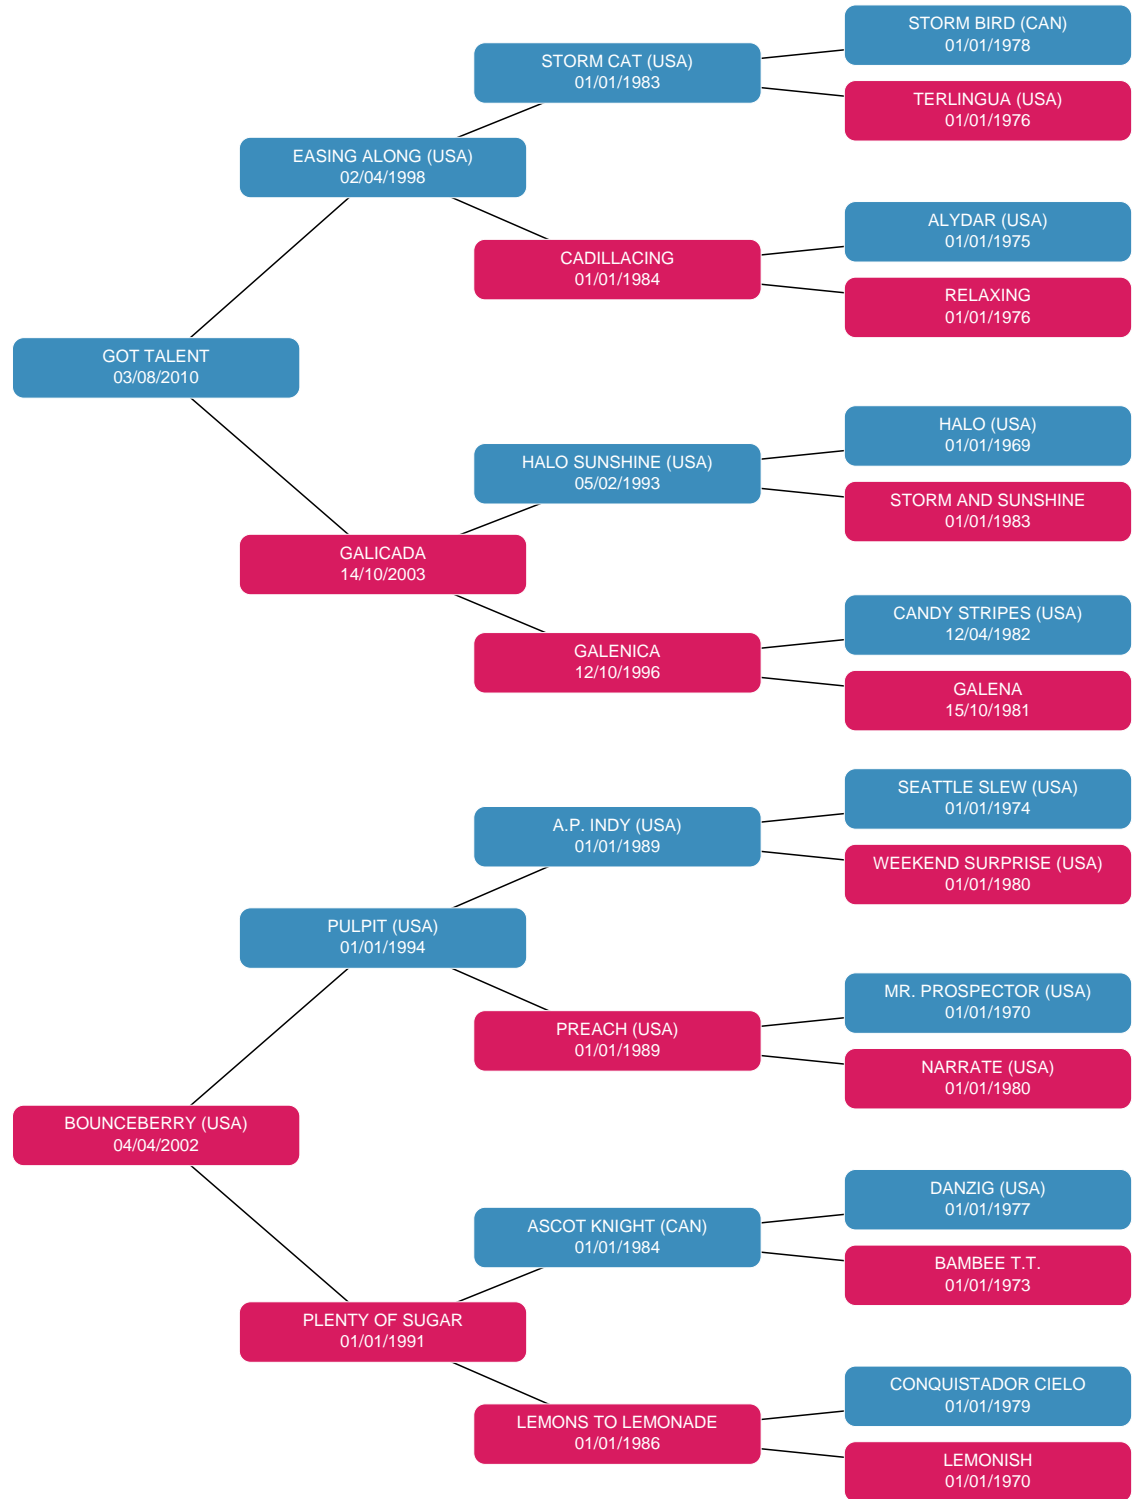 STORM BIRD (CAN)
01/01/1978
STORM CAT (USA)
01/01/1983
TERLINGUA (USA)
01/01/1976
EASING ALONG (USA)
02/04/1998
ALYDAR (USA)
01/01/1975
CADILLACING
01/01/1984
RELAXING
01/01/1976
GOT TALENT
03/08/2010
HALO (USA)
01/01/1969
HALO SUNSHINE (USA)
05/02/1993
STORM AND SUNSHINE
01/01/1983
GALICADA
14/10/2003
CANDY STRIPES (USA)
12/04/1982
GALENICA
12/10/1996
GALENA
15/10/1981
SEATTLE SLEW (USA)
01/01/1974
A.P. INDY (USA)
01/01/1989
WEEKEND SURPRISE (USA)
01/01/1980
PULPIT (USA)
01/01/1994
MR. PROSPECTOR (USA)
01/01/1970
PREACH (USA)
01/01/1989
NARRATE (USA)
01/01/1980
BOUNCEBERRY (USA)
04/04/2002
DANZIG (USA)
01/01/1977
ASCOT KNIGHT (CAN)
01/01/1984
BAMBEE T.T.
01/01/1973
PLENTY OF SUGAR
01/01/1991
CONQUISTADOR CIELO
01/01/1979
LEMONS TO LEMONADE
01/01/1986
LEMONISH
01/01/1970